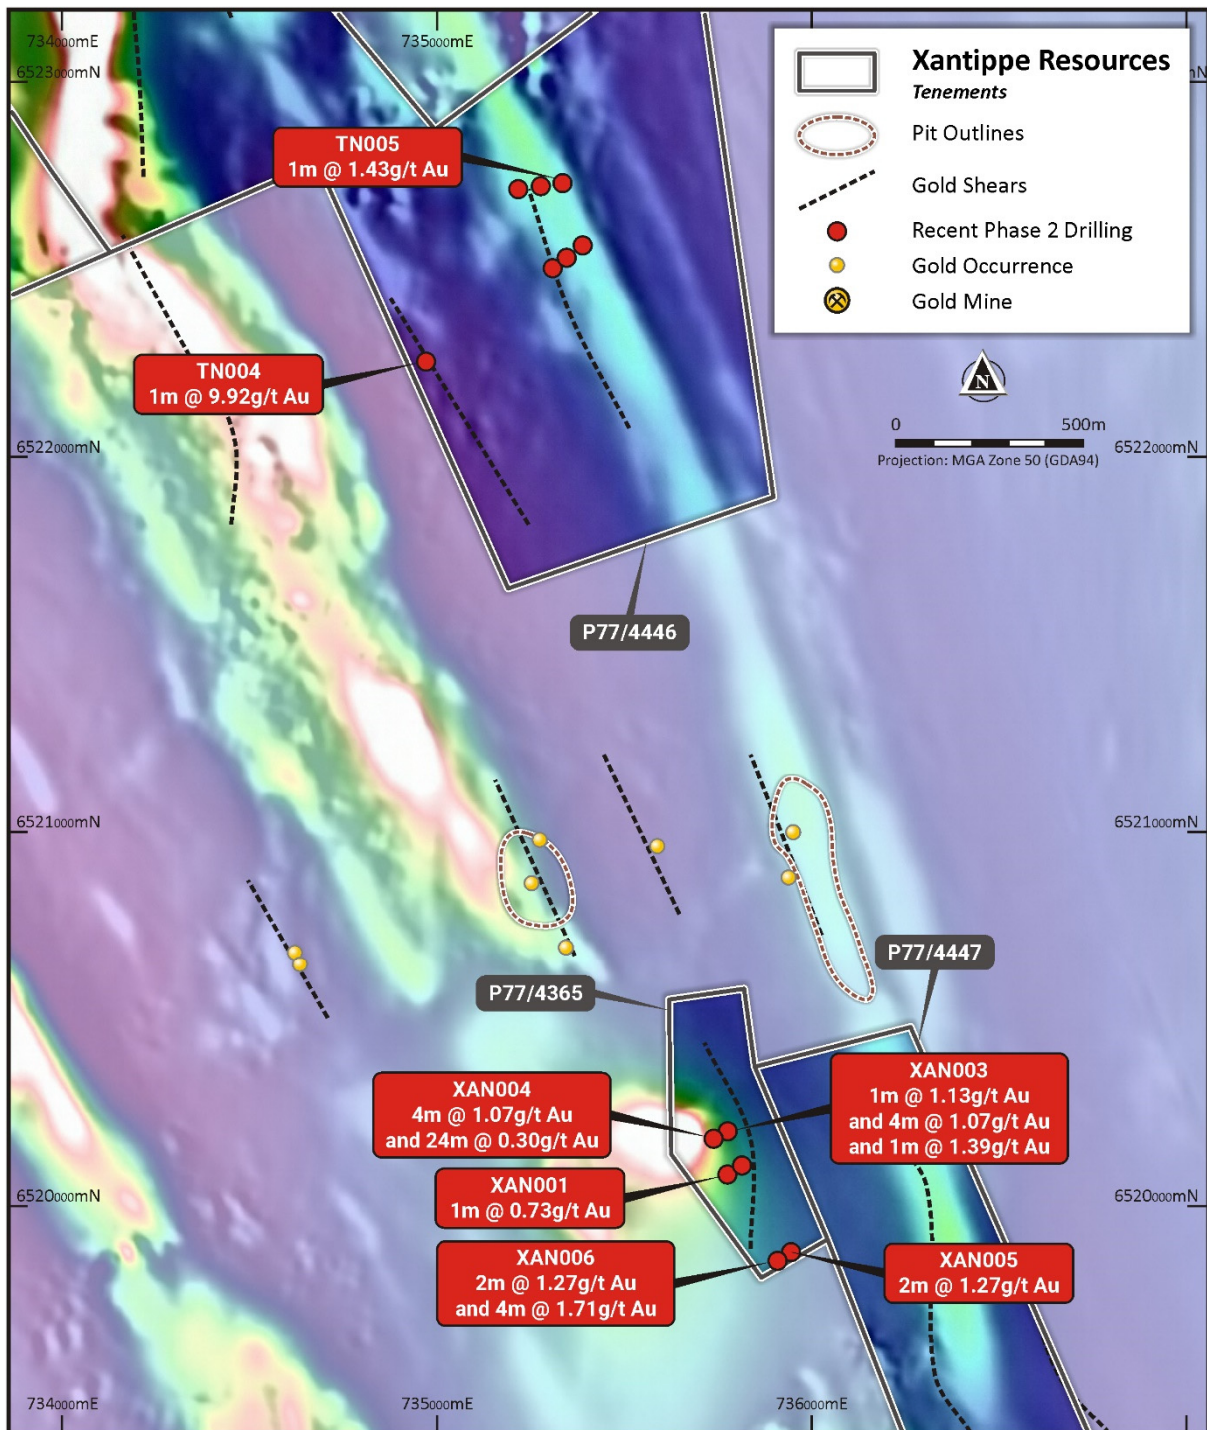 734000mE
735000mE
6523000mN
mN
Xantippe Resources
Tenements
Pit Outlines
Gold Shears
Recent Phase 2 Drilling
Gold Occurrence
Gold Mine
TN005
1m @ 1.43g/t Au
TN004
1m @ 9.92g/t Au
N
0 500m
Projection: MGA Zone 50 (GDA94)
6522000mN
6522000mN
P77/4446
6521000mN
6521000mN
P77/4447
P77/4365
XAN004
4m @ 1.07g/t Au
and 24m @ 0.30g/t Au
XAN003
1m @ 1.13g/t Au
and 4m @ 1.07g/t Au
and 1m @ 1.39g/t Au
XAN001
1m @ 0.73g/t Au
6520000mN
6520000mN
XAN006
2m @ 1.27g/t Au
and 4m @ 1.71g/t Au
XAN005
2m @ 1.27g/t Au
734000mE
735000mE
736000mE